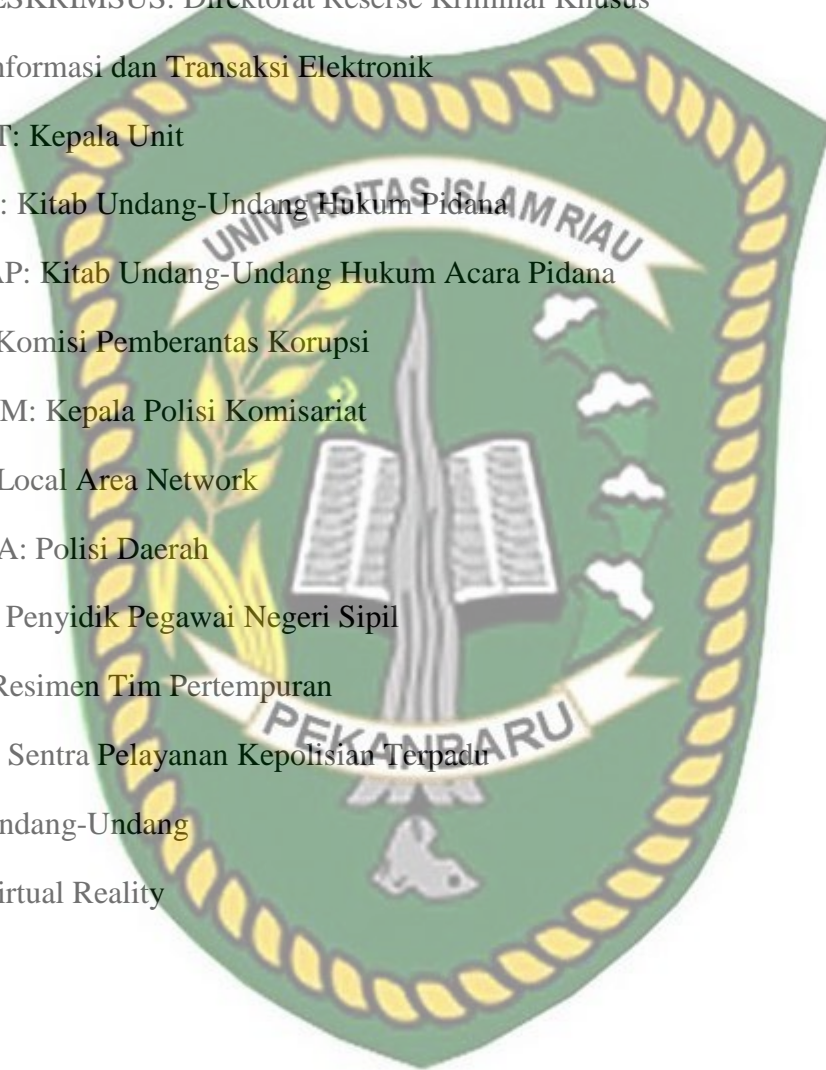 ESKRIMSUS: Direktorat Reserse Kriminal Khusus
nformasi dan Transaksi Elektronik
T: Kepala Unit
: Kitab Undang-Undang Hukum Pidana
UNIVERSITAS ISLAM RIAU
AP: Kitab Undang-Undang Hukum Acara Pidana
Komisi Pemberantas Korupsi
M: Kepala Polisi Komisariat
Local Area Network
A: Polisi Daerah
Penyidik Pegawai Negeri Sipil
Resimen Tim Pertempuran
PEKANBARU
Sentra Pelayanan Kepolisian Terpadu
ndang-Undang
irtual Reality